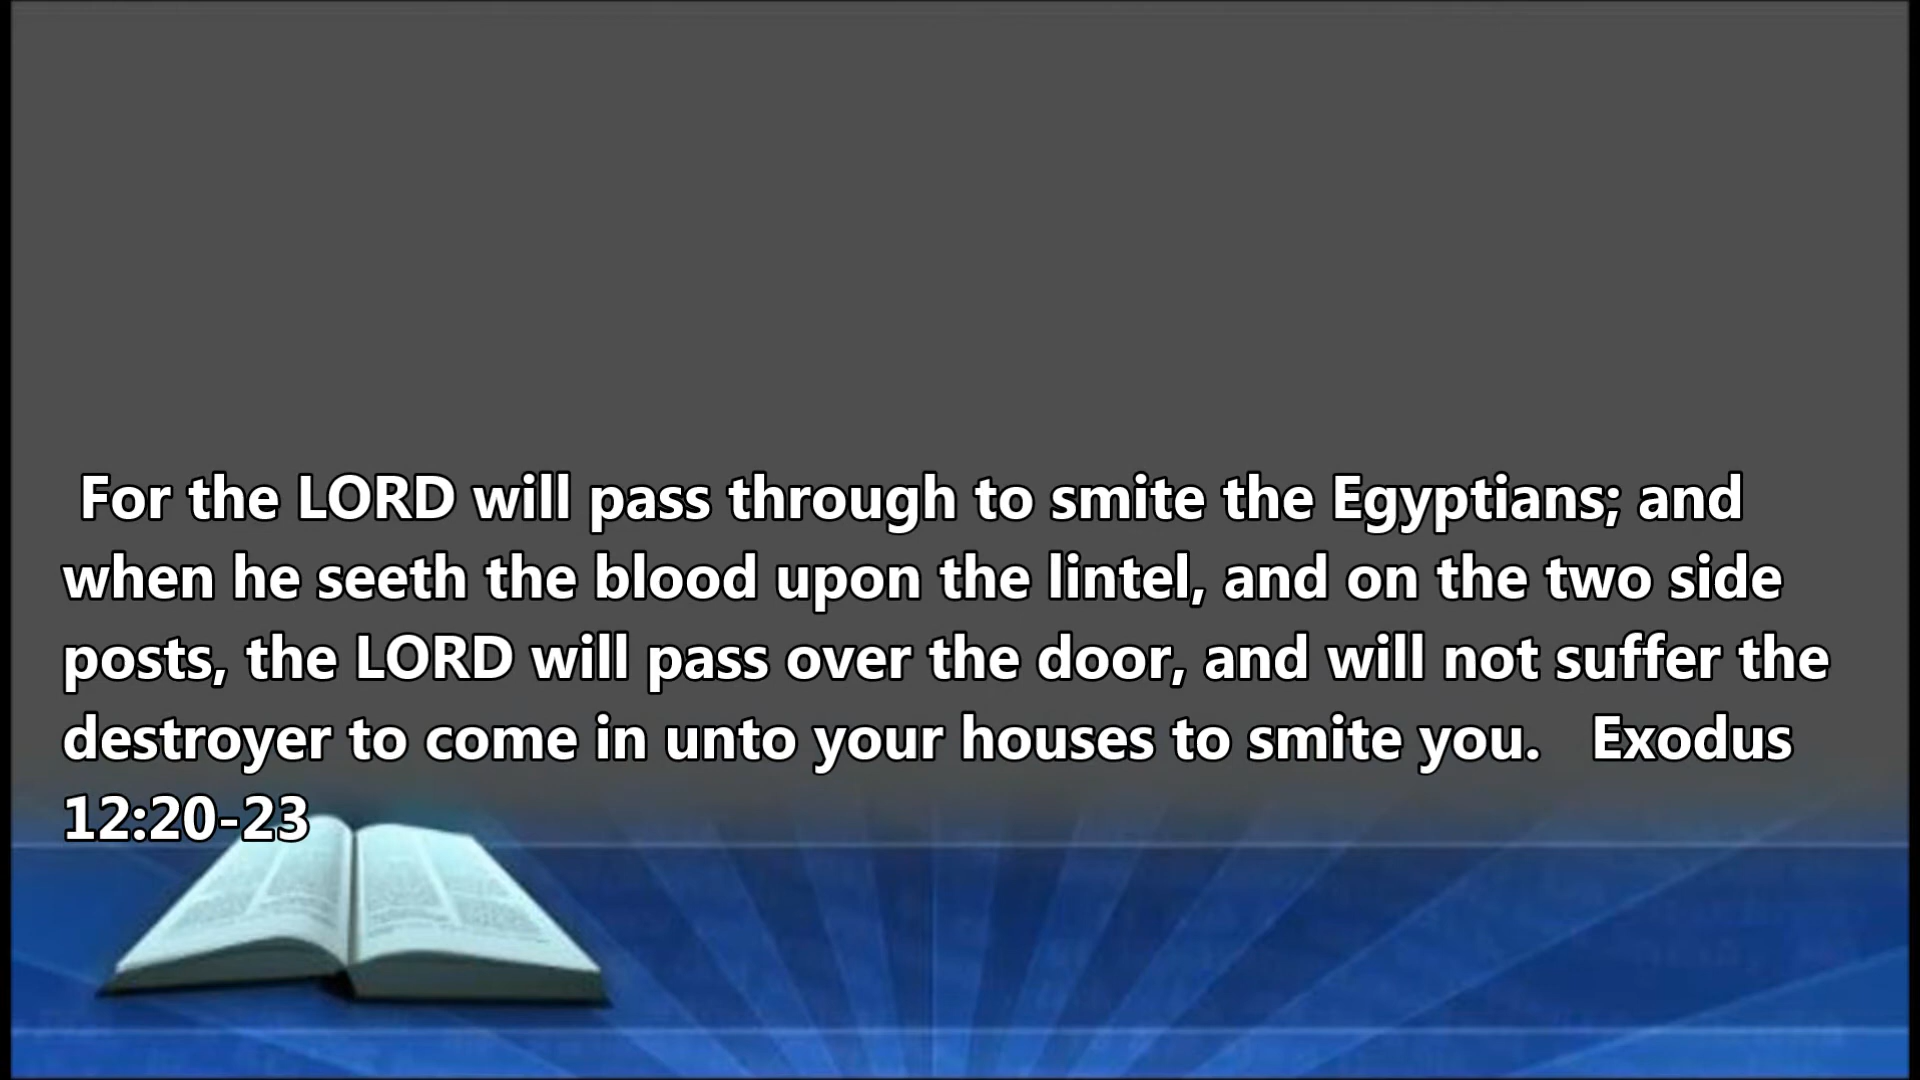 For the LORD will pass through to smite the Egyptians; and
when he seeth the blood upon the lintel, and on the two side
posts, the LORD will pass over the door, and will not suffer the
destroyer to come in unto your houses to smite you.   Exodus
12:20-23